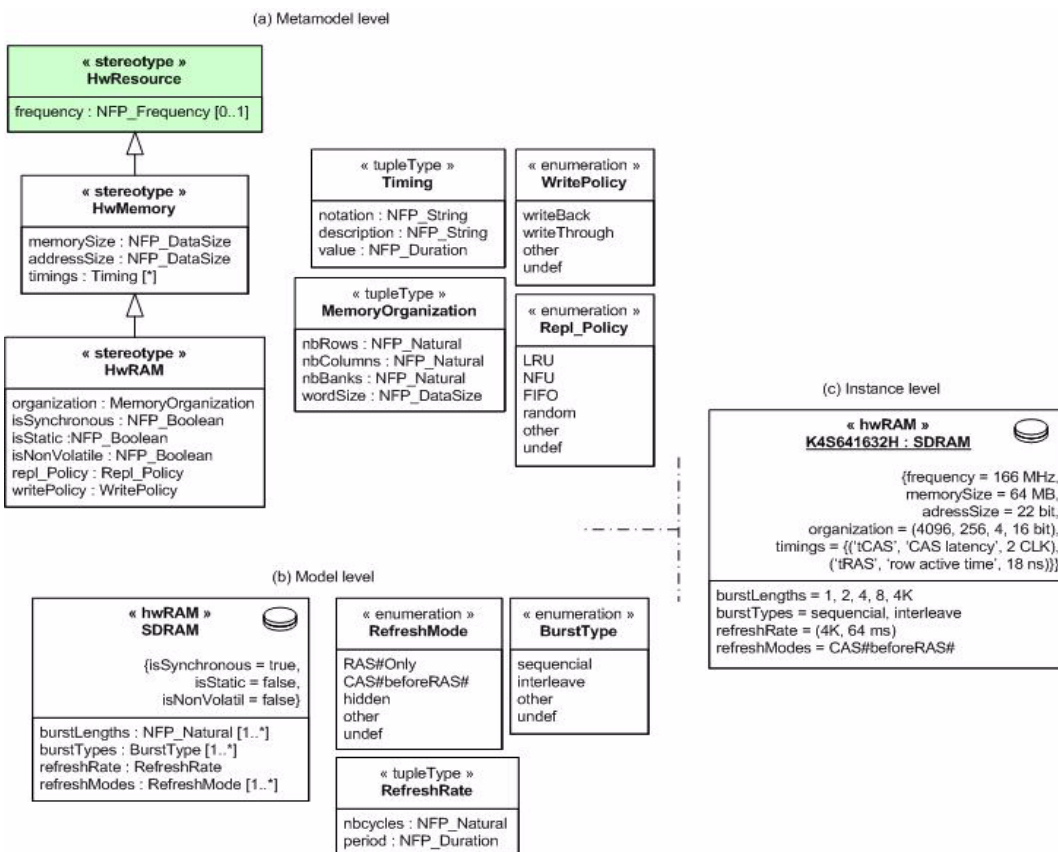 (a) Metamodel level
« stereotype »
HwResource
frequency : NFP_Frequency [0..1]
« stereotype »
HwMemory
memorySize : NFP_DataSize
addressSize : NFP_DataSize
timings : Timing [*]
« stereotype »
HwRAM
organization : MemoryOrganization
isSynchronous : NFP_Boolean
isStatic :NFP_Boolean
isNonVolatile : NFP_Boolean
repl_Policy : Repl_Policy
writePolicy : WritePolicy
« tupleType »
Timing
notation : NFP_String
description : NFP_String
value : NFP_Duration
« enumeration »
WritePolicy
writeBack
writeThrough
other
undef
« tupleType »
MemoryOrganization
nbRows : NFP_Natural
nbColumns : NFP_Natural
nbBanks : NFP_Natural
wordSize : NFP_DataSize
« enumeration »
Repl_Policy
LRU
NFU
FIFO
random
other
undef
(b) Model level
« hwRAM »
SDRAM
{isSynchronous = true,
isStatic = false,
isNonVolatil = false}
burstLengths : NFP_Natural [1..*]
burstTypes : BurstType [1..*]
refreshRate : RefreshRate
refreshModes : RefreshMode [1..*]
« enumeration »
RefreshMode
RAS#Only
CAS#beforeRAS#
hidden
other
undef
« enumeration »
BurstType
sequencial
interleave
other
undef
« tupleType »
RefreshRate
nbcycles : NFP_Natural
period : NFP_Duration
(c) Instance level
« hwRAM »
K4S641632H : SDRAM
{frequency = 166 MHz,
memorySize = 64 MB,
adressSize = 22 bit,
organization = (4096, 256, 4, 16 bit),
timings = {('tCAS', 'CAS latency', 2 CLK),
('tRAS', 'row active time', 18 ns)}}
burstLengths = 1, 2, 4, 8, 4K
burstTypes = sequencial, interleave
refreshRate = (4K, 64 ms)
refreshModes = CAS#beforeRAS#